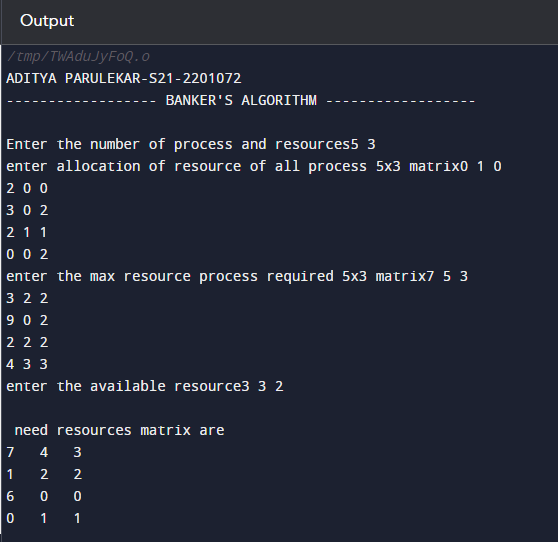 Output
/tmp/TWAduJyFoQ.o
ADITYA PARULEKAR-S21-2201072
------------------ BANKER'S ALGORITHM ------------------
Enter the number of process and resources5 3
enter allocation of resource of all process 5x3 matrix0 1 0
2 0 0
3 0 2
2 1 1
0 0 2
enter the max resource process required 5x3 matrix7 5 3
3 2 2
9 0 2
2 2 2
4 3 3
enter the available resource3 3 2
need resources matrix are
7 4 3
1 2 2
6 0 0
0 1 1